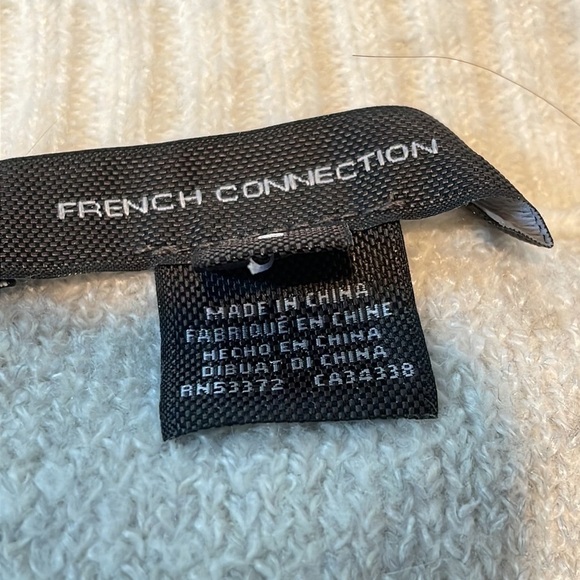 FRENCH CONNECTION
MADE IN CHINA
FABRIQUE EN CHINE
HECHO EN CHINA
DIBUAT DI CHINA
RN53372 CA34338